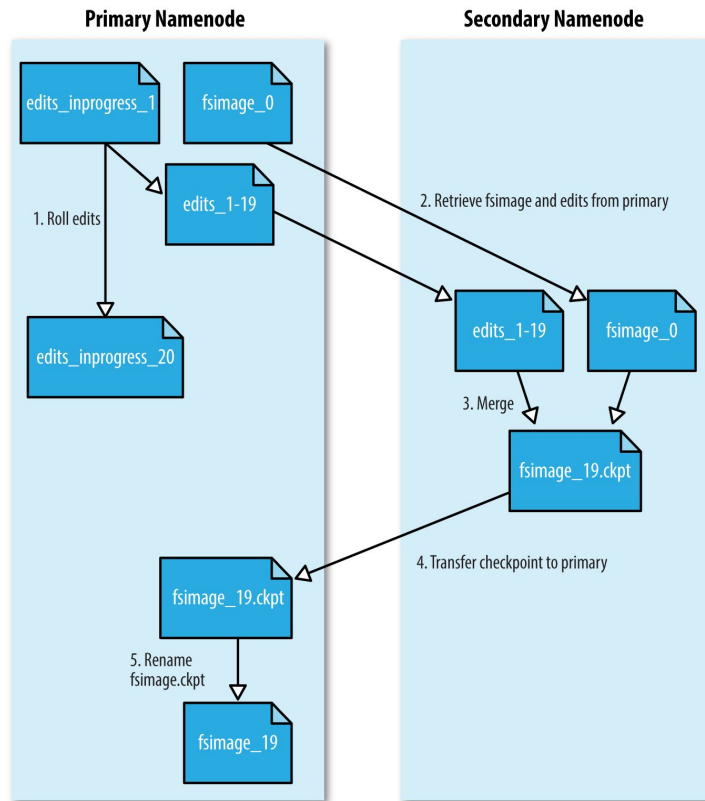 Primary Namenode
Secondary Namenode
edits_inprogress_1
fsimage_0
edits_1-19
1. Roll edits
2. Retrieve fsimage and edits from primary
edits_inprogress_20
edits_1-19
fsimage_0
3. Merge
fsimage_19.ckpt
4. Transfer checkpoint to primary
fsimage_19.ckpt
5. Rename
fsimage.ckpt
fsimage_19